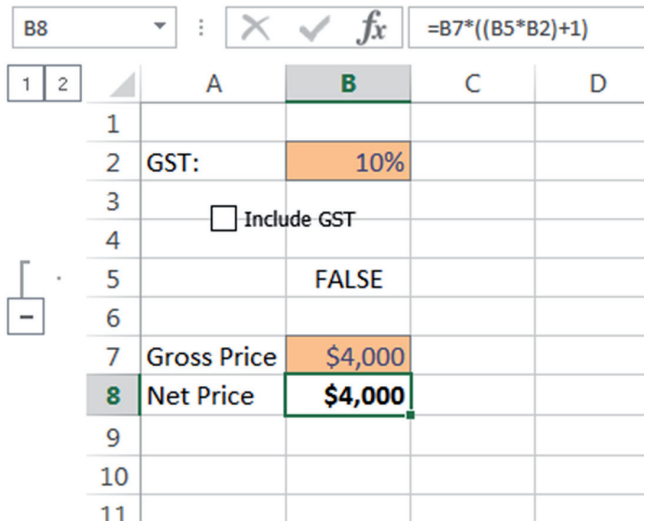 B8 fx =B7*((B5*B2)+1)
1 2 A B C D
1
2 GST: 10%
3
Include GST
4
5 FALSE
6
7 Gross Price $4,000
8 Net Price $4,000
9
10
11